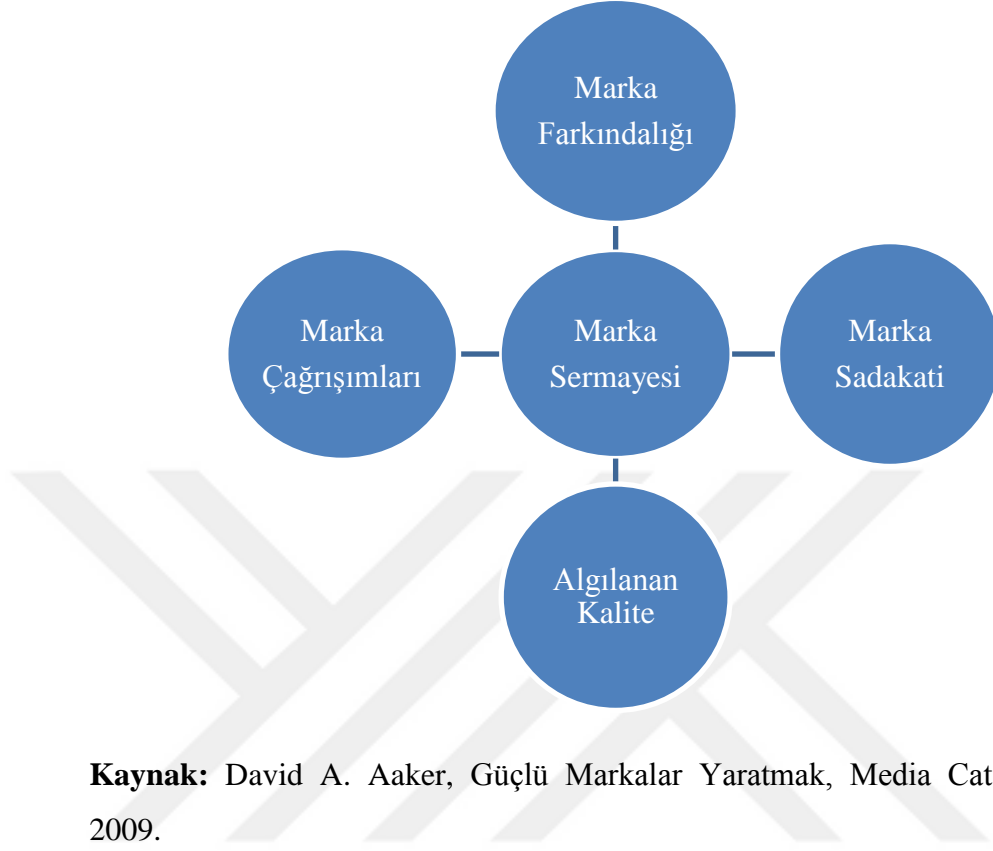 Marka
Farkındalığı
Marka
Çağrışımları
Marka
Sermayesi
Marka
Sadakati
Algılanan
Kalite
Kaynak: David A. Aaker, Güçlü Markalar Yaratmak, Media Cat
2009.